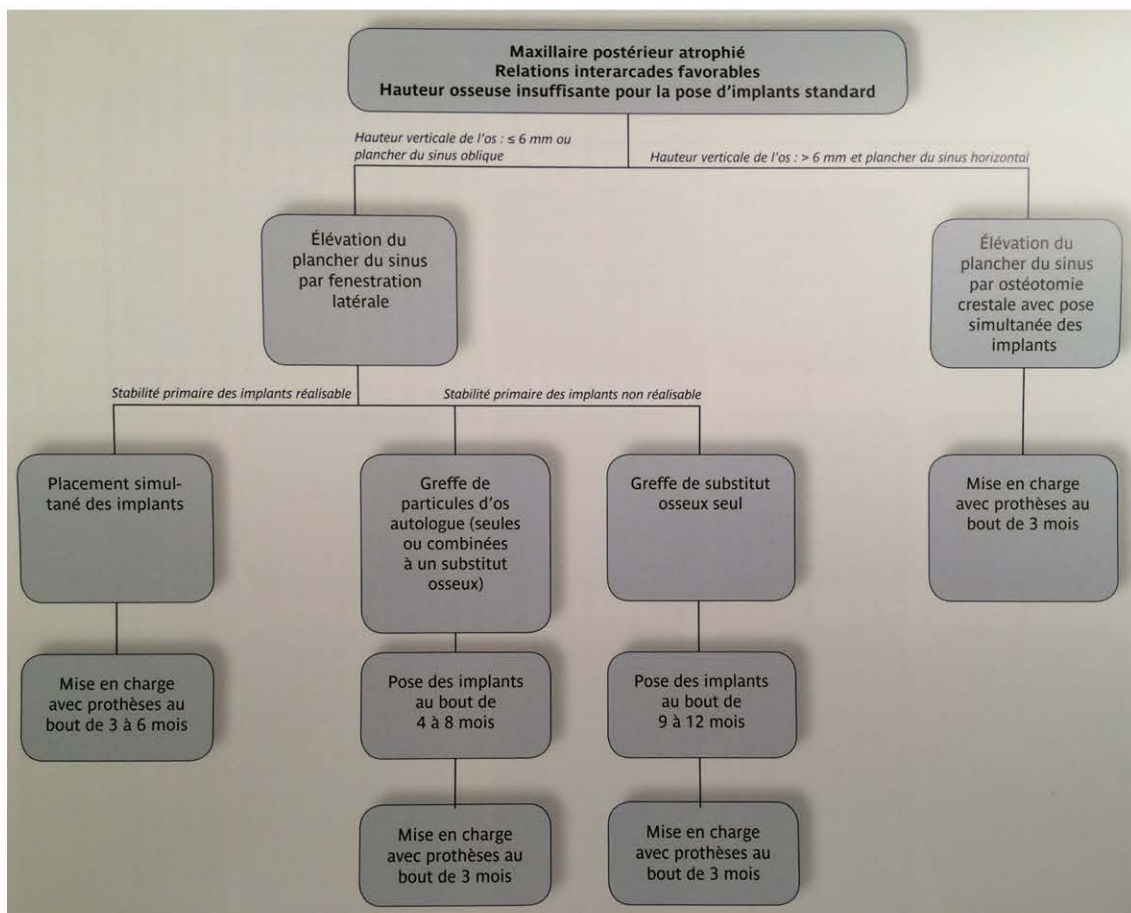 Maxillaire postérieur atrophié
Relations interarcades favorables
Hauteur osseuse insuffisante pour la pose d'implants standard
Hauteur verticale de l'os : ≤ 6 mm ou
plancher du sinus oblique
Hauteur verticale de l'os : > 6 mm et plancher du sinus horizontal
Élévation du
plancher du sinus
par fenestration
latérale
Élévation du
plancher du sinus
par ostéotomie
crestale avec pose
simultanée des
implants
Stabilité primaire des implants réalisable
Stabilité primaire des implants non réalisable
Placement simul-
tané des implants
Greffe de
particules d'os
autologue (seules
ou combinées
à un substitut
osseux)
Greffe de substitut
osseux seul
Mise en charge
avec prothèses au
bout de 3 mois
Mise en charge
avec prothèses au
bout de 3 à 6 mois
Pose des implants
au bout de
4 à 8 mois
Pose des implants
au bout de
9 à 12 mois
Mise en charge
avec prothèses au
bout de 3 mois
Mise en charge
avec prothèses au
bout de 3 mois